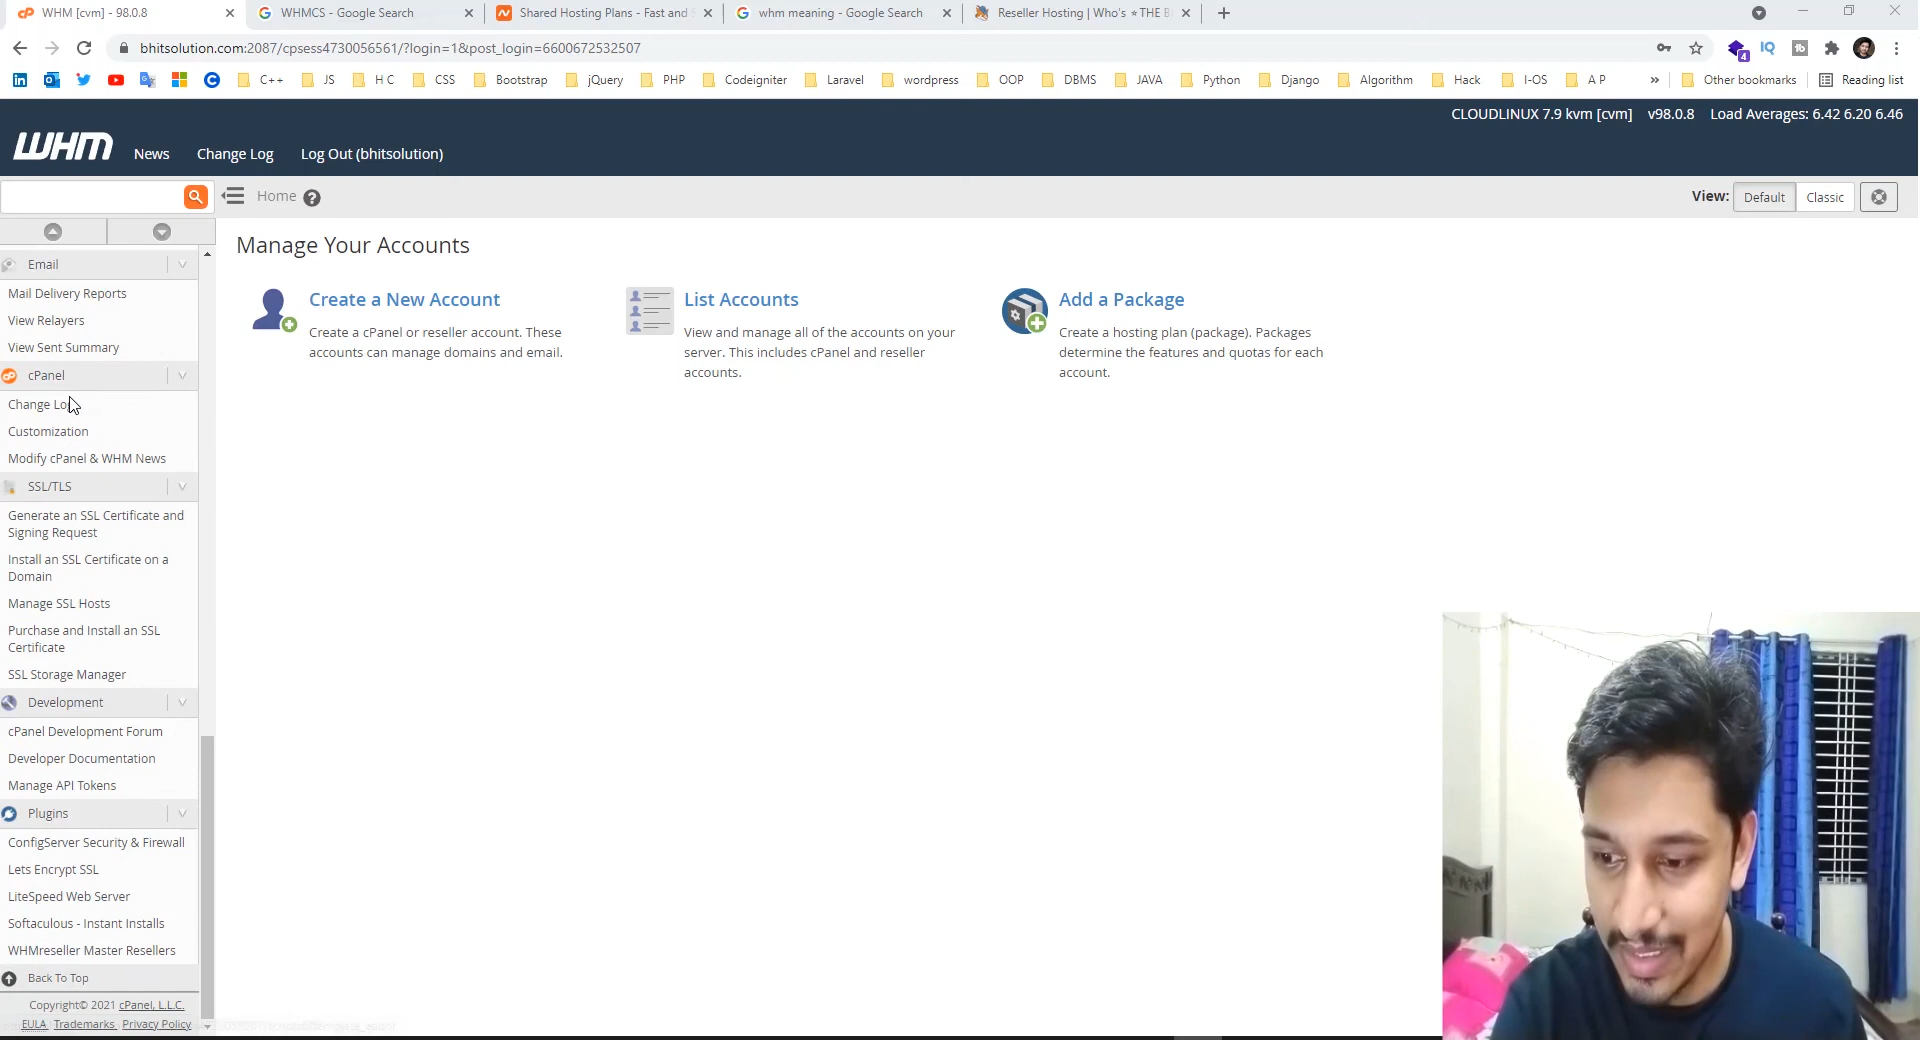 WHM [cvm] - 98.0.8
WHMCS - Google Search
Shared Hosting Plans - Fast and
whm meaning - Google Search
Reseller Hosting | Who's ★THE B
bhitsolution.com:2087/cpsess4730056561/?login=1&post_login=6600672532507
C++
JS
H C
CSS
Bootstrap
jQuery
PHP
Codeigniter
Laravel
wordpress
OOP
DBMS
JAVA
Python
Django
Algorithm
Hack
I-OS
A P
»
Other bookmarks
Reading list
CLOUDLINUX 7.9 kvm [cvm] v98.0.8 Load Averages: 6.42 6.20 6.46
WHM
News
Change Log
Log Out (bhitsolution)
Home
View:
Default
Classic
Manage Your Accounts
Create a New Account
Create a cPanel or reseller account. These
accounts can manage domains and email.
List Accounts
View and manage all of the accounts on your
server. This includes cPanel and reseller
accounts.
Add a Package
Create a hosting plan (package). Packages
determine the features and quotas for each
account.
Email
Mail Delivery Reports
View Relayers
View Sent Summary
cPanel
Change Log
Customization
Modify cPanel & WHM News
SSL/TLS
Generate an SSL Certificate and
Signing Request
Install an SSL Certificate on a
Domain
Manage SSL Hosts
Purchase and Install an SSL
Certificate
SSL Storage Manager
Development
cPanel Development Forum
Developer Documentation
Manage API Tokens
Plugins
ConfigServer Security & Firewall
Lets Encrypt SSL
LiteSpeed Web Server
Softaculous - Instant Installs
WHMreseller Master Resellers
Back To Top
Copyright© 2021 cPanel, L.L.C.
EULA Trademarks Privacy Policy